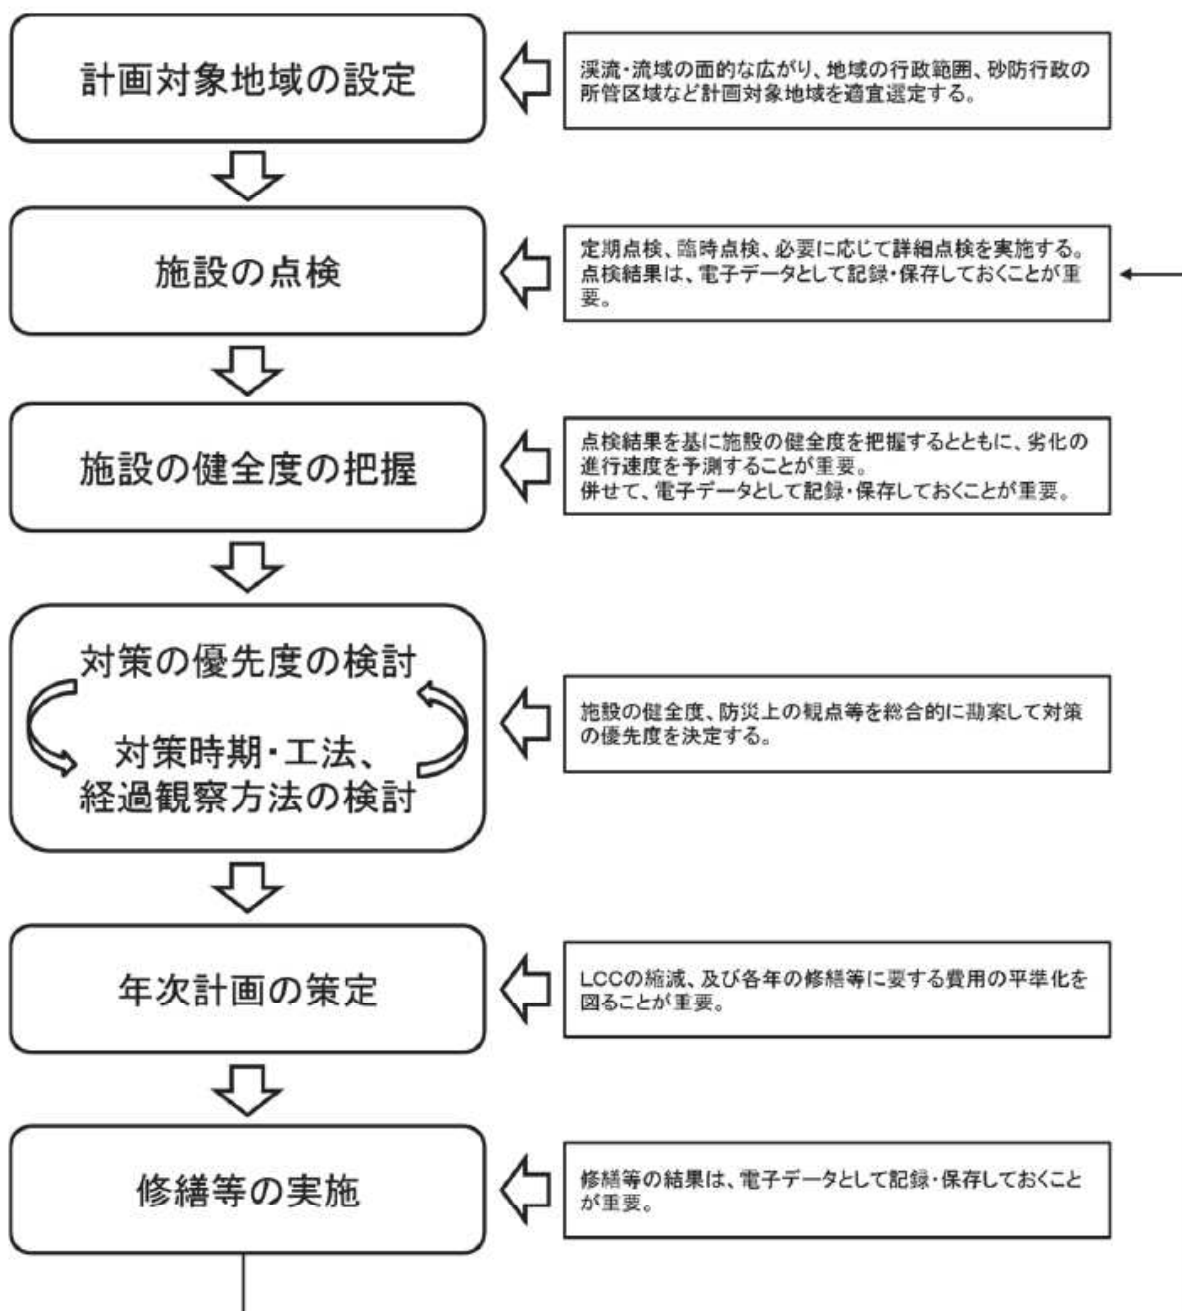 計画対象地域の設定
渓流・流域の面的な広がり、地域の行政範囲、砂防行政の
所管区域など計画対象地域を適宜選定する。
施設の点検
定期点検、臨時点検、必要に応じて詳細点検を実施する。
点検結果は、電子データとして記録・保存しておくことが重
要。
施設の健全度の把握
点検結果を基に施設の健全度を把握するとともに、劣化の
進行速度を予測することが重要。
併せて、電子データとして記録・保存しておくことが重要。
対策の優先度の検討
対策時期・工法、
経過観察方法の検討
施設の健全度、防災上の観点等を総合的に勘案して対策
の優先度を決定する。
年次計画の策定
LCCの縮減、及び各年の修繕等に要する費用の平準化を
図ることが重要。
修繕等の実施
修繕等の結果は、電子データとして記録・保存しておくこと
が重要。